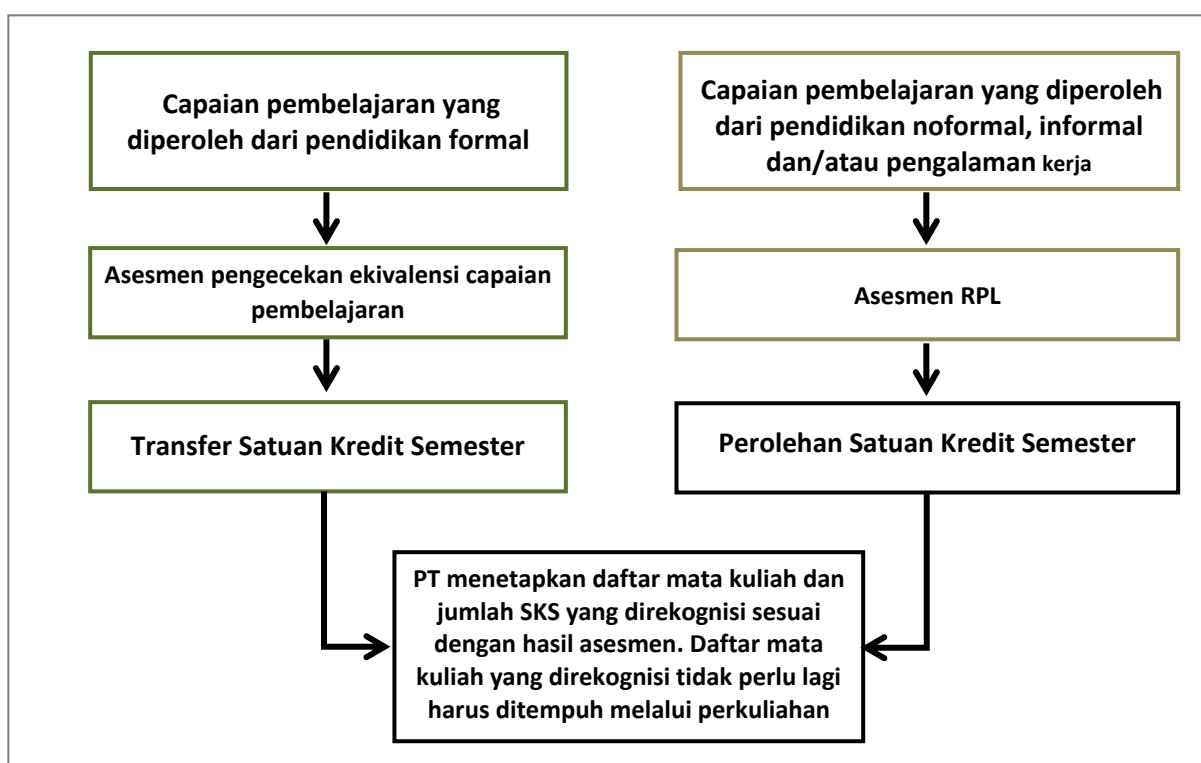 Capaian pembelajaran yang
diperoleh dari pendidikan formal
Asesmen pengecekan ekivalensi capaian
pembelajaran
Transfer Satuan Kredit Semester
Capaian pembelajaran yang diperoleh
dari pendidikan noformal, informal
dan/atau pengalaman kerja
Asesmen RPL
Perolehan Satuan Kredit Semester
PT menetapkan daftar mata kuliah dan
jumlah SKS yang direkognisi sesuai
dengan hasil asesmen. Daftar mata
kuliah yang direkognisi tidak perlu lagi
harus ditempuh melalui perkuliahan